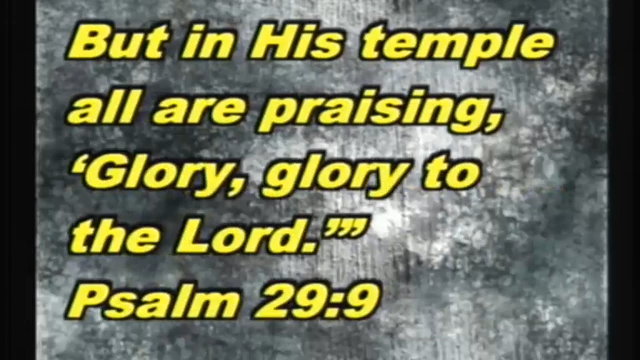 But in His temple
all are praising,
‘Glory, glory to
the Lord.’”
Psalm 29:9